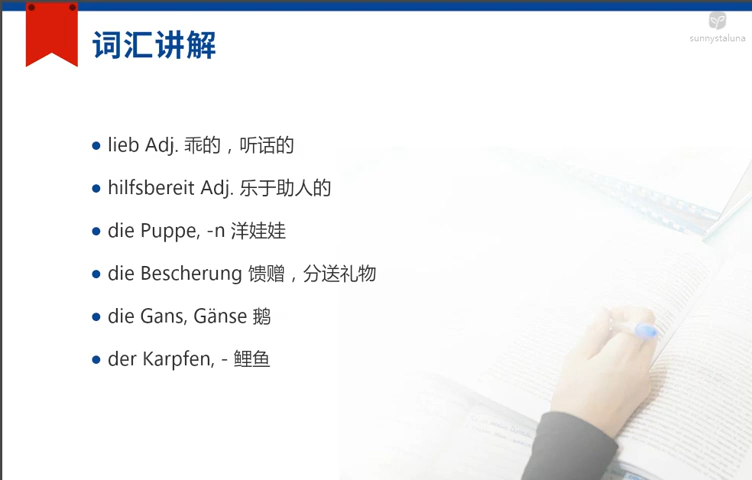 sunnystaluna
词汇讲解
lieb Adj. 乖的，听话的
hilfsbereit Adj. 乐于助人的
die Puppe, -n 洋娃娃
die Bescherung 馈赠，分送礼物
die Gans, Gänse 鹅
der Karpfen, - 鲤鱼